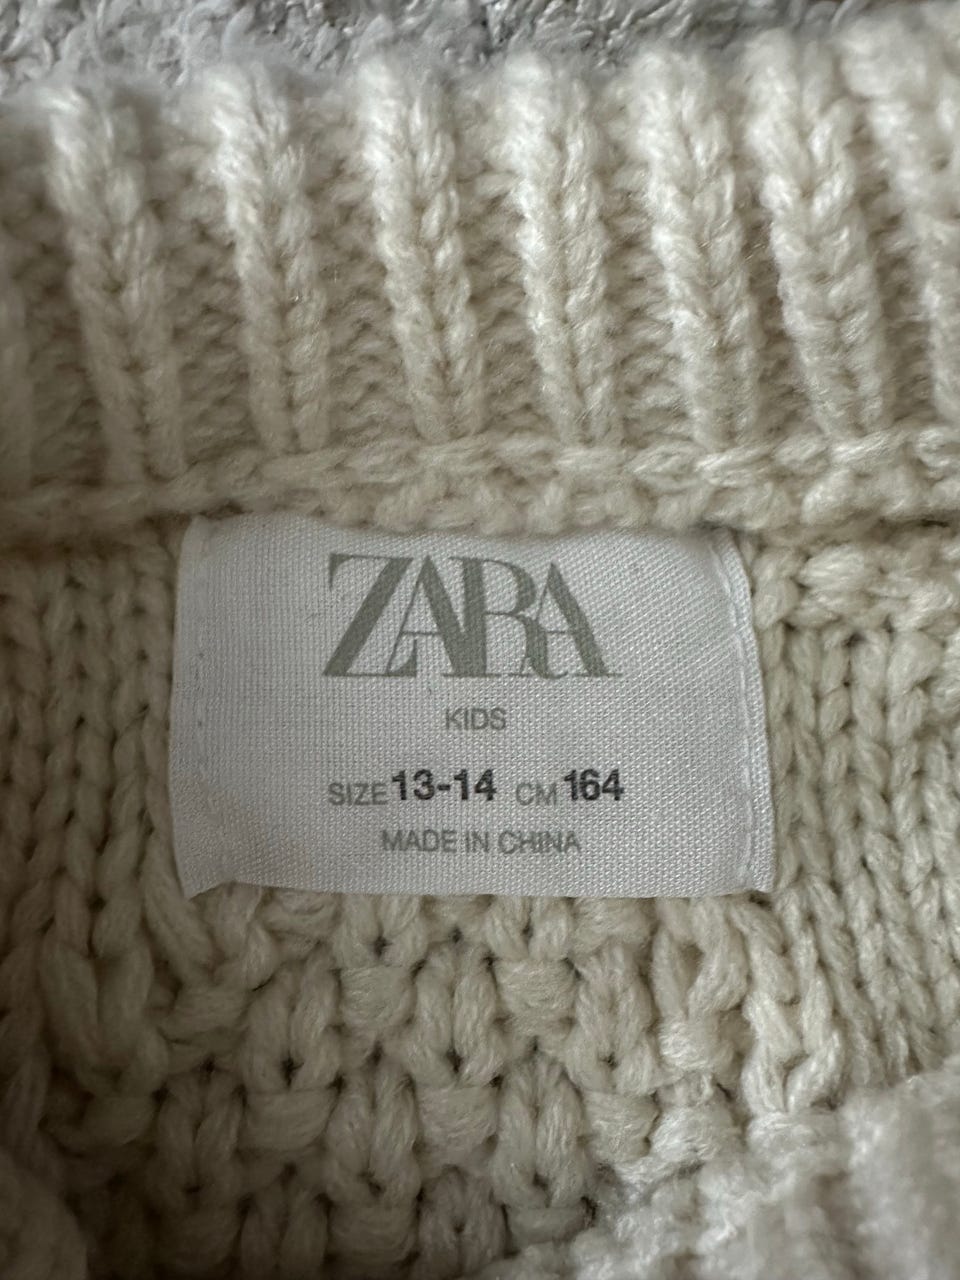 ZARA
KIDS
SIZE 13-14 CM 164
MADE IN CHINA